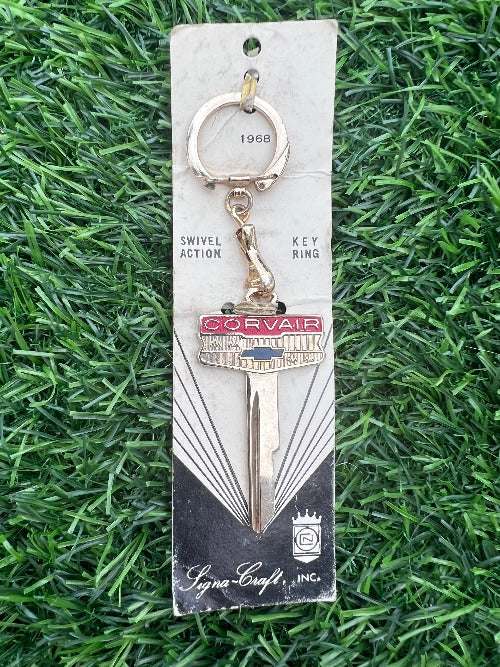 1968
SWIVEL KEY
ACTION RING
CORVAIR
Signa-Craft, INC.